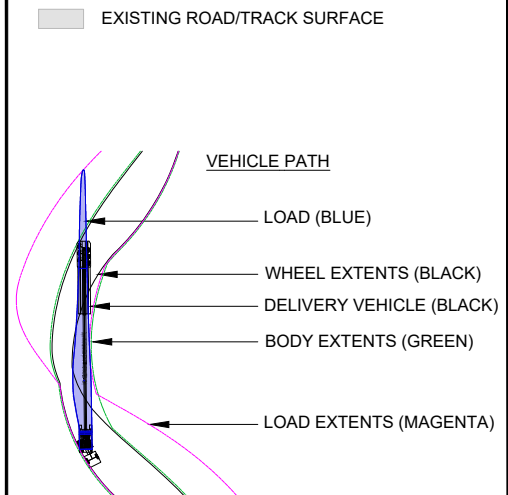 EXISTING ROAD/TRACK SURFACE
VEHICLE PATH
LOAD (BLUE)
WHEEL EXTENTS (BLACK)
DELIVERY VEHICLE (BLACK)
BODY EXTENTS (GREEN)
LOAD EXTENTS (MAGENTA)